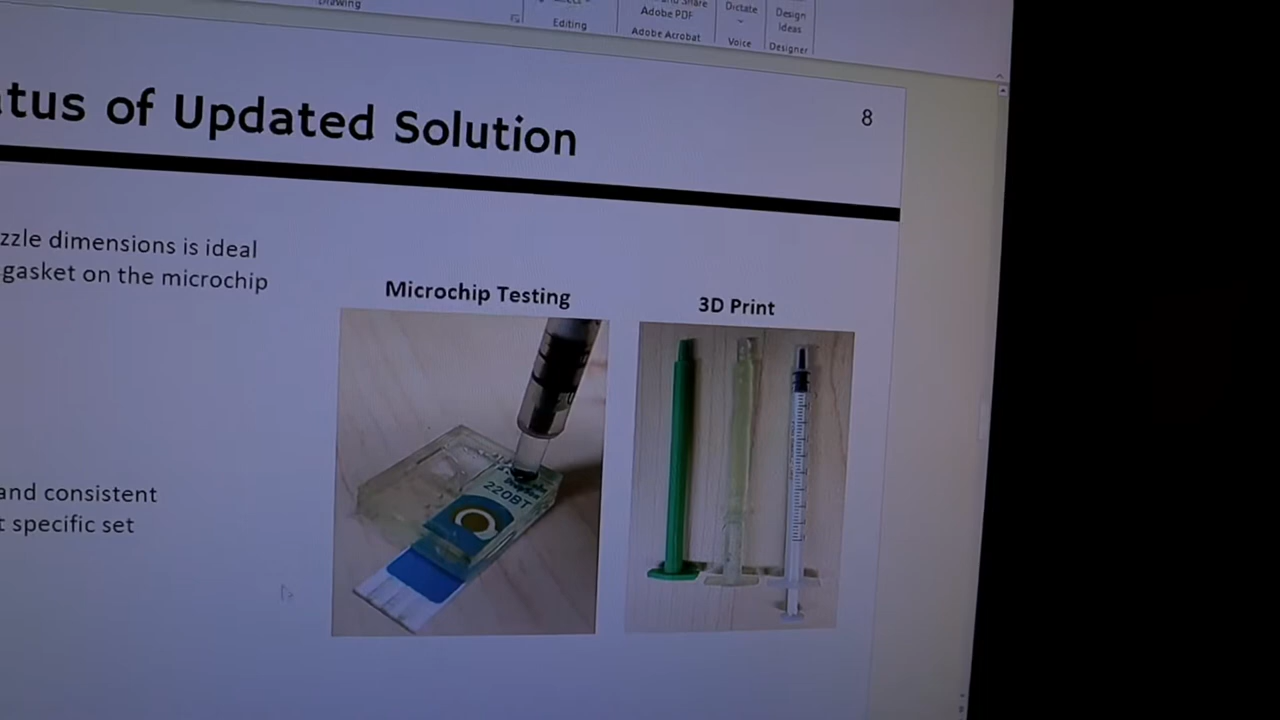 Drawing
Editing
Adobe PDF
Adobe Acrobat
Dictate
Voice
Design
Ideas
Designer
atus of Updated Solution
8
zzle dimensions is ideal
gasket on the microchip
Microchip Testing
3D Print
220BT
and consistent
t specific set